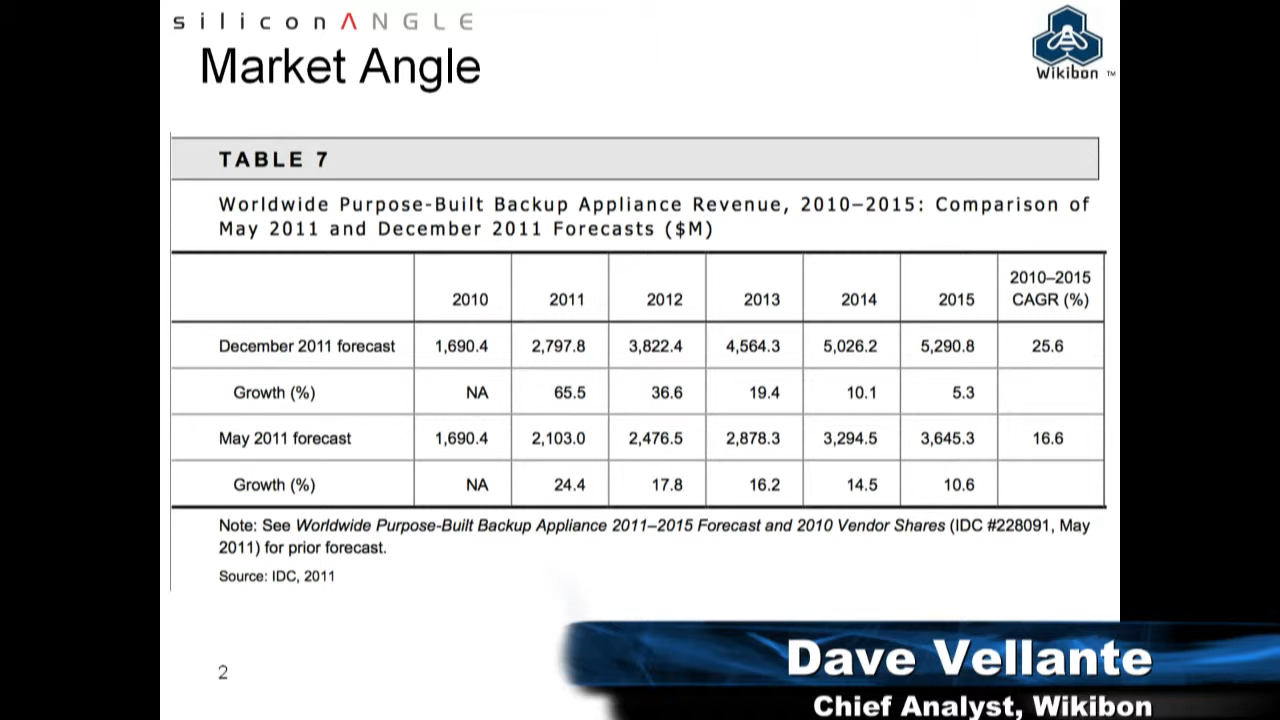 siliconANGLE
Wikibon TM
Market Angle
TABLE 7
Worldwide Purpose-Built Backup Appliance Revenue, 2010–2015: Comparison of
May 2011 and December 2011 Forecasts ($M)
2010 2011 2012 2013 2014 2015 2010–2015 CAGR (%)
December 2011 forecast 1,690.4 2,797.8 3,822.4 4,564.3 5,026.2 5,290.8 25.6
Growth (%) NA 65.5 36.6 19.4 10.1 5.3
May 2011 forecast 1,690.4 2,103.0 2,476.5 2,878.3 3,294.5 3,645.3 16.6
Growth (%) NA 24.4 17.8 16.2 14.5 10.6
Note: See Worldwide Purpose-Built Backup Appliance 2011–2015 Forecast and 2010 Vendor Shares (IDC #228091, May
2011) for prior forecast.
Source: IDC, 2011
2
Dave Vellante
Chief Analyst, Wikibon